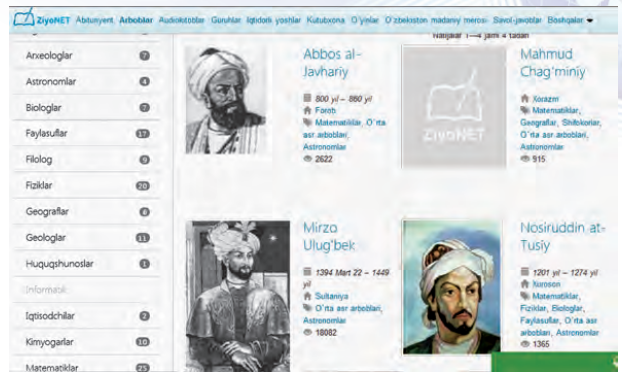 ZiyoNET Abituriyent Arboblar Audiokitoblar Guruhlar Iqtidorli yoshlar Kutubxona O'yinlar O'zbekiston madaniy merosi Savol-javoblar Boshqalar
Natijalar 1—4 jami 4 tadan
Arxeologlar 7
Astronomlar 4
Biologlar 7
Faylasuflar 17
Filolog 9
Fiziklar 20
Geograflar 6
Geologlar 11
Huquqshunoslar 1
Informatik
Iqtisodchilar 2
Kimyogarlar 10
Matematiklar 25
Abbos al-
Javhariy
800 yil – 860 yil
Forob
Matematiklar, O'rta
asr arboblari,
Astronomlar
2622
ZiyoNET
Mahmud
Chag'miniy
Xorazm
Matematiklar,
Geograflar, Shifokorlar,
O'rta asr arboblari,
Astronomlar
915
Mirzo
Ulug'bek
1394 Mart 22 – 1449
yil
Sultaniya
O'rta asr arboblari,
Astronomlar
18082
Nosiruddin at-
Tusiy
1201 yil – 1274 yil
Xuroson
Matematiklar,
Fiziklar, Biologlar,
Faylasuflar, O'rta asr
arboblari, Astronomlar
1365